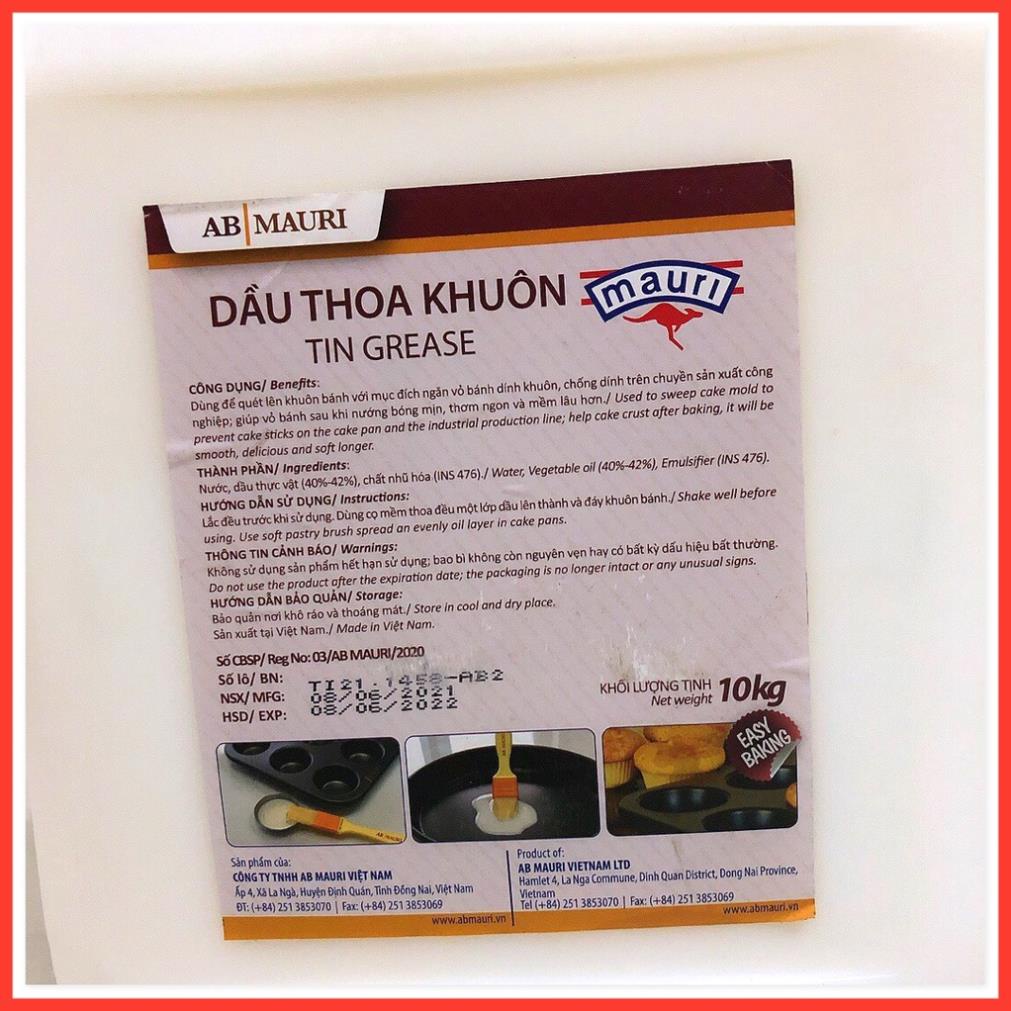 AB MAURI
DẦU THOA KHUÔN
mauri
TIN GREASE
CÔNG DỤNG/ Benefits:
Dùng để quét lên khuôn bánh với mục đích ngăn vỏ bánh dính khuôn, chống dính trên chuyền sản xuất công
nghiệp; giúp vỏ bánh sau khi nướng bóng mịn, thơm ngon và mềm lâu hơn./ Used to sweep cake mold to
prevent cake sticks on the cake pan and the industrial production line; help cake crust after baking, it will be
smooth, delicious and soft longer.
THÀNH PHẦN/ Ingredients:
Nước, dầu thực vật (40%-42%), chất nhũ hóa (INS 476)./ Water, Vegetable oil (40%-42%), Emulsifier (INS 476).
HƯỚNG DẪN SỬ DỤNG/ Instructions:
Lắc đều trước khi sử dụng. Dùng cọ mềm thoa đều một lớp dầu lên thành và đáy khuôn bánh./ Shake well before
using. Use soft pastry brush spread an evenly oil layer in cake pans.
THÔNG TIN CẢNH BÁO/ Warnings:
Không sử dụng sản phẩm hết hạn sử dụng; bao bì không còn nguyên vẹn hay có bất kỳ dấu hiệu bất thường.
Do not use the product after the expiration date; the packaging is no longer intact or any unusual signs.
HƯỚNG DẪN BẢO QUẢN/ Storage:
Bảo quản nơi khô ráo và thoáng mát./ Store in cool and dry place.
Sản xuất tại Việt Nam./ Made in Việt Nam.
Số CBSP/ Reg No: 03/AB MAURI/2020
Số lô/ BN: TI21.1458-AB2
NSX/ MFG: 08/06/2021
HSD/ EXP: 08/06/2022
KHỐI LƯỢNG TỊNH 10kg
Net weight
EASY
BAKING
AB MAURI
AB MAURI
Sản phẩm của:
CÔNG TY TNHH AB MAURI VIỆT NAM
Ấp 4, Xã La Ngà, Huyện Định Quán, Tỉnh Đồng Nai, Việt Nam
ĐT: (+84) 251 3853070 | Fax: (+84) 251 3853069
www.abmauri.vn
Product of:
AB MAURI VIETNAM LTD
Hamlet 4, La Nga Commune, Dinh Quan District, Dong Nai Province,
Vietnam
Tel (+84) 251 3853070 | Fax: (+84) 251 3853069
www.abmauri.vn